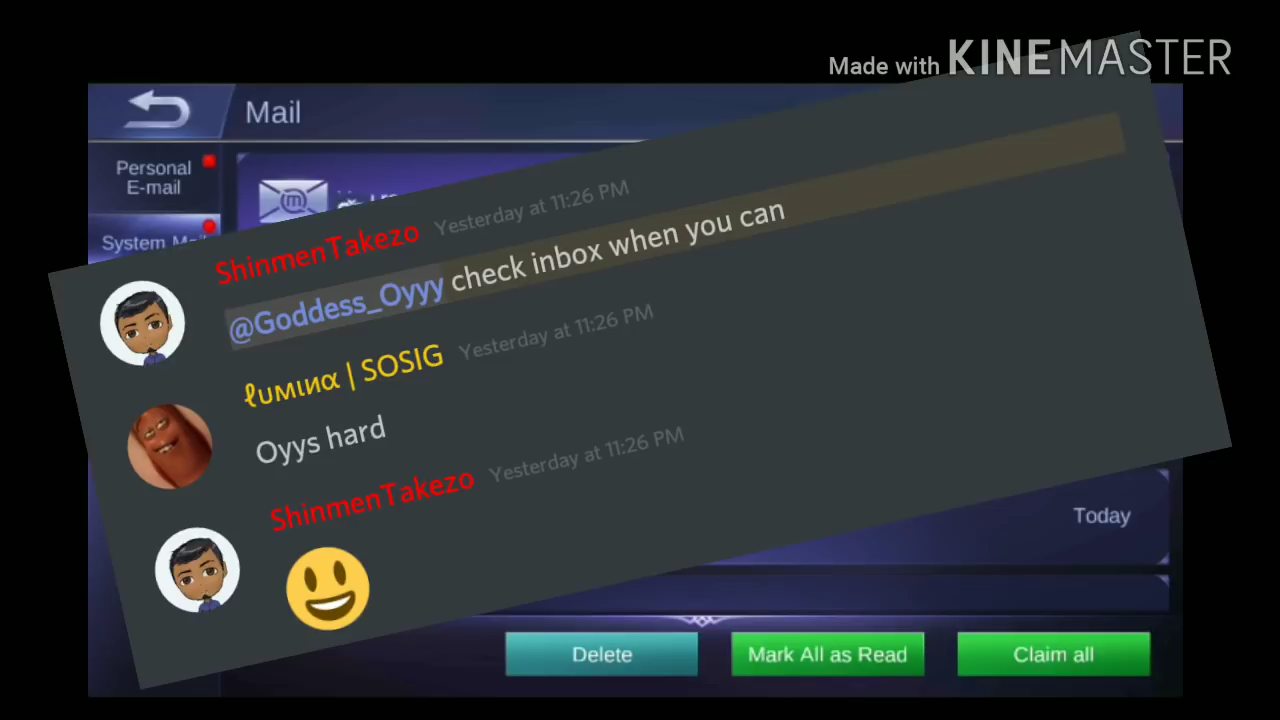 Made with KINEMASTER
Mail
Personal
E-mail
System
ShinmenTakezo Yesterday at 11:26 PM
@Goddess_Oyyy check inbox when you can
ℓυмιиα | SOSIG Yesterday at 11:26 PM
Oyys hard
ShinmenTakezo Yesterday at 11:26 PM
Today
Delete
Mark All as Read
Claim all